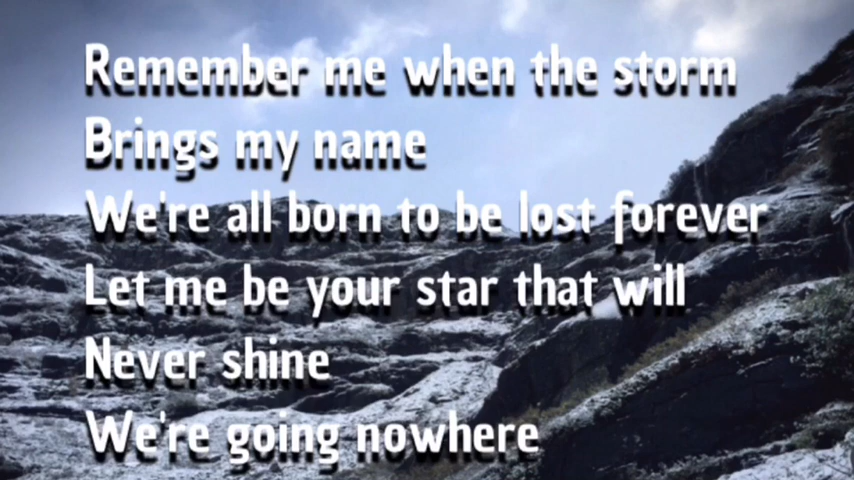 Remember me when the storm
Brings my name
We're all born to be lost forever
Let me be your star that will
Never shine
We're going nowhere